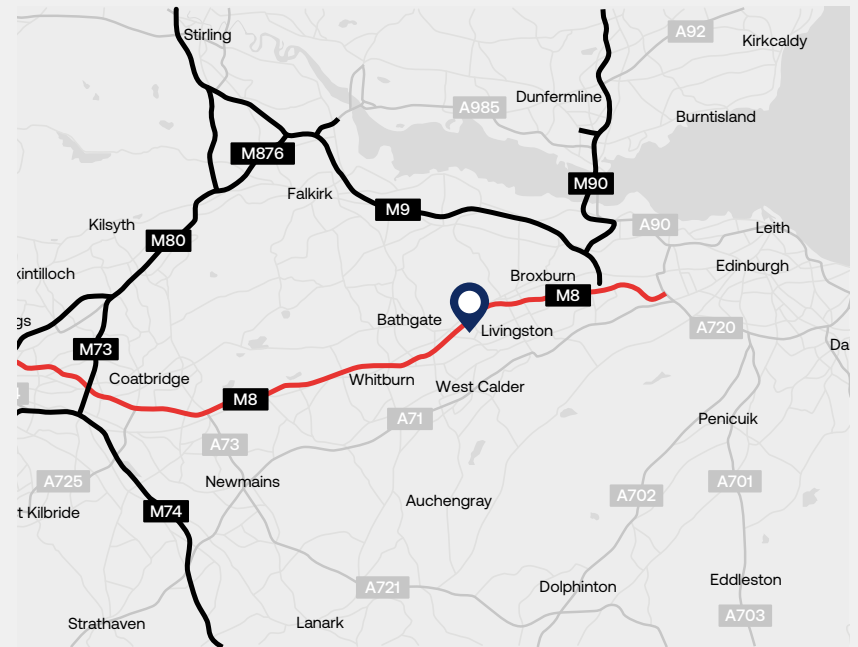 Stirling
A92
Kirkcaldy
Dunfermline
A985
Burntisland
M876
M90
Falkirk
M9
Kilsyth
A90
Leith
M80
kintilloch
Broxburn
Edinburgh
M8
gs
Bathgate
Livingston
A720
M73
Da
Coatbridge
Whitburn
West Calder
M8
A71
Penicuik
A73
A725
Newmains
A701
A702
Auchengray
t Kilbride
M74
A721
Dolphinton
Eddleston
A703
Strathaven
Lanark